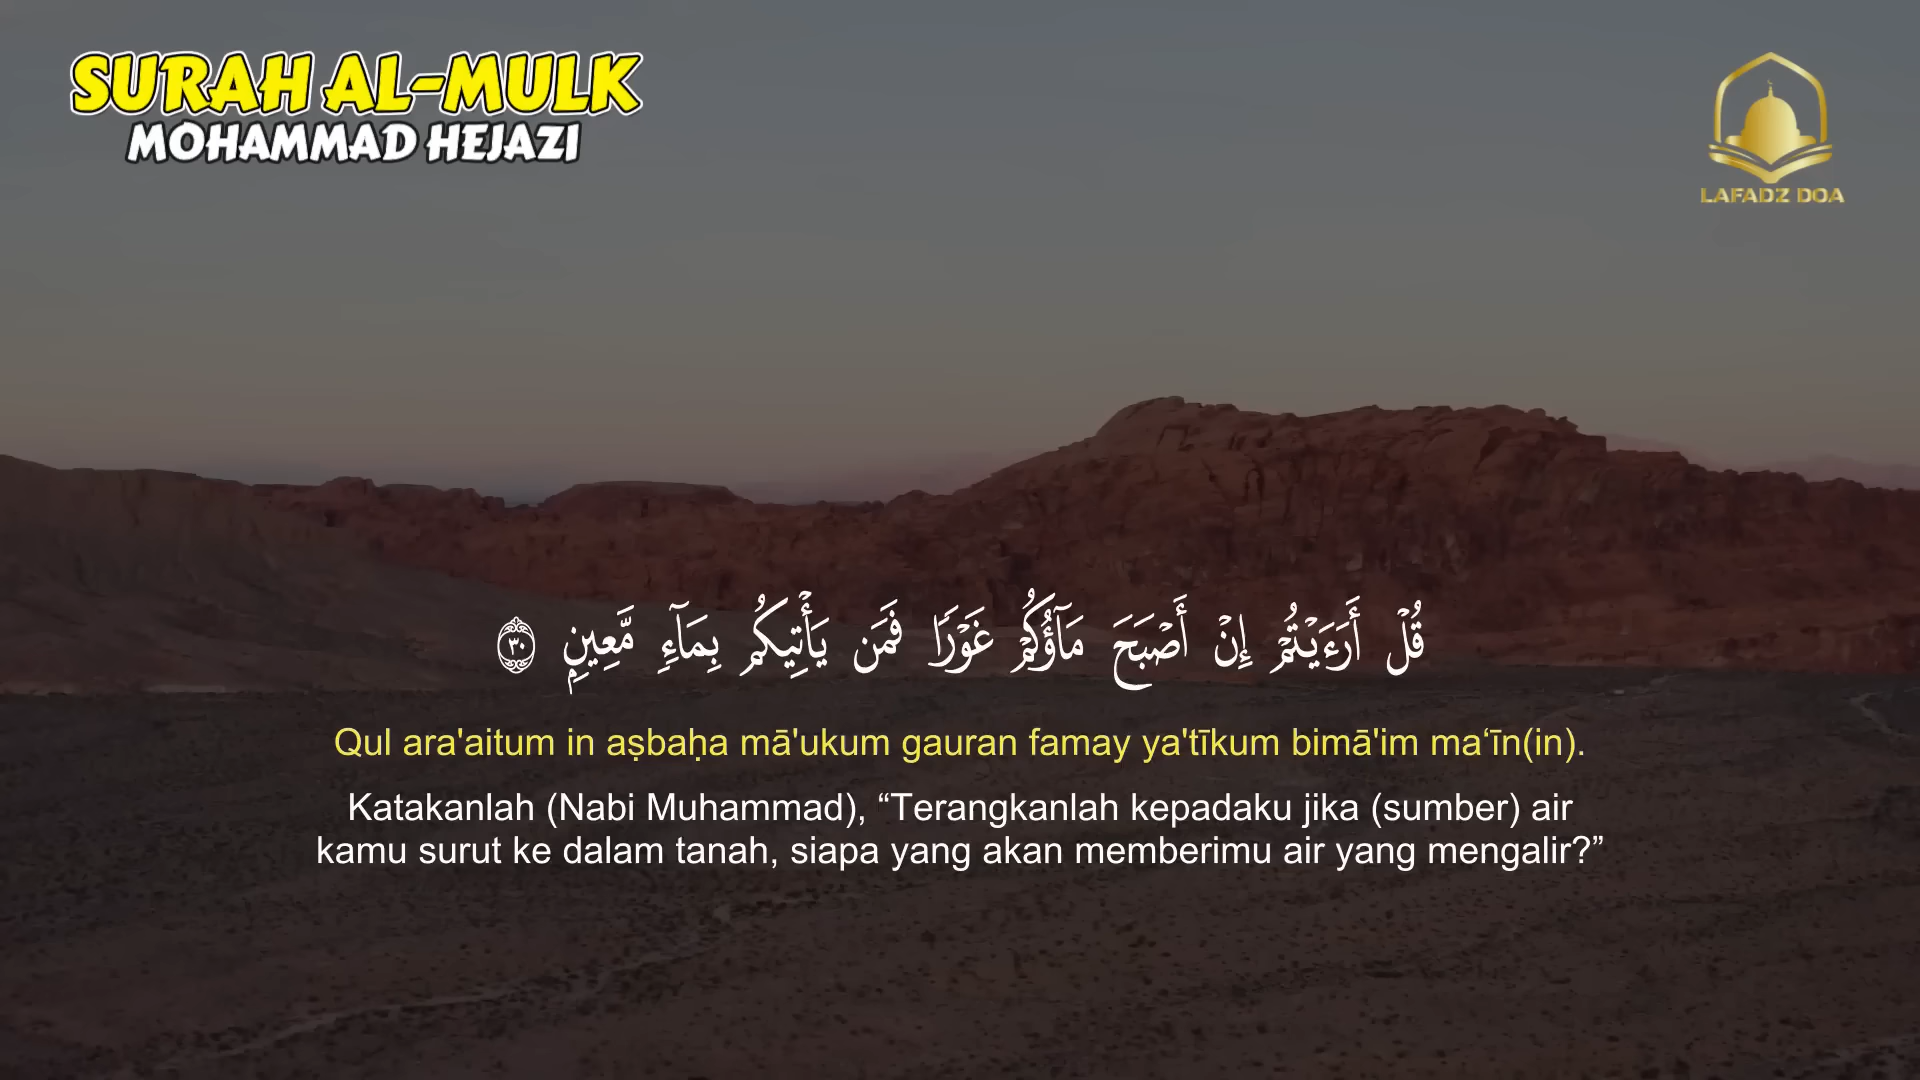 SURAH AL-MULK
MOHAMMAD HEJAZI
LAFADZ DOA
قُلْ أَرَءَيْتُمْ إِنْ أَصْبَحَ مَآؤُكُمْ غَوْرًا فَمَن يَأْتِيكُم بِمَآءٍ مَّعِينٍۭ ٣٠
Qul ara'aitum in aṣbaḥa mā'ukum gauran famay ya'tīkum bimā'im ma‘īn(in).
Katakanlah (Nabi Muhammad), “Terangkanlah kepadaku jika (sumber) air
kamu surut ke dalam tanah, siapa yang akan memberimu air yang mengalir?”